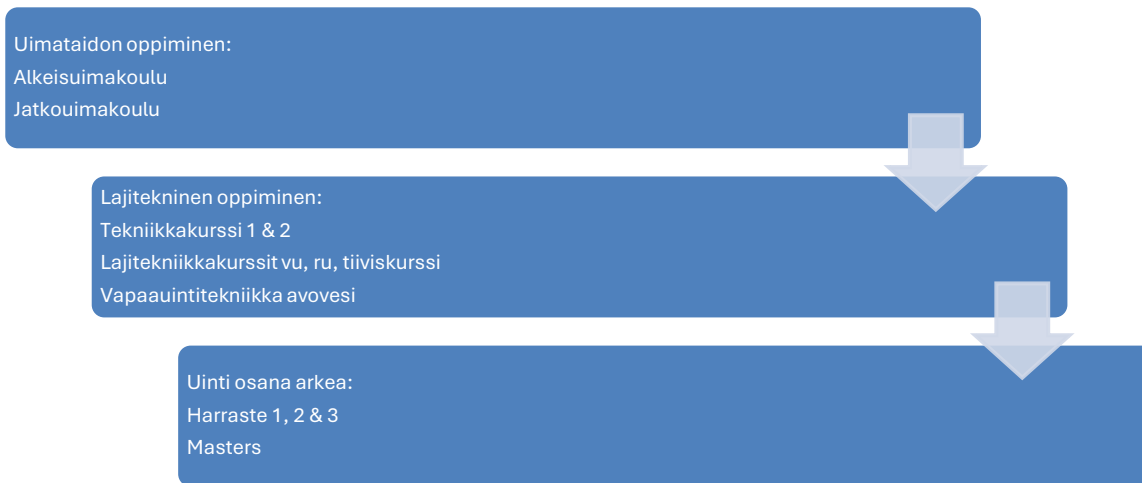 Uimataidon oppiminen:
Alkeisuimakoulu
Jatkouimakoulu
Lajitekninen oppiminen:
Tekniikkakurssi 1 & 2
Lajitekniikkakurssit vu, ru, tiiviskurssi
Vapaauintitekniikka avovesi
Uinti osana arkea:
Harraste 1, 2 & 3
Masters